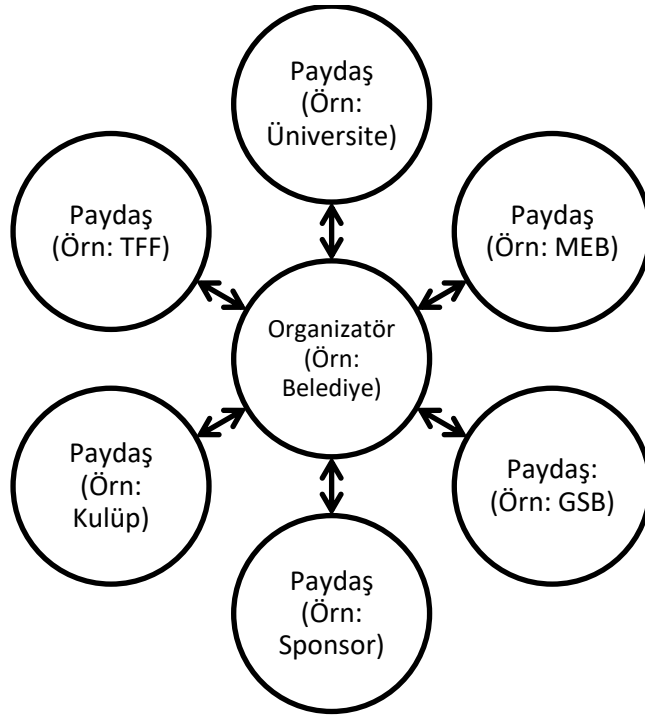 Paydaş
(Örn:
Üniversite)
Paydaş
(Örn: TFF)
Paydaş
(Örn: MEB)
Organizatör
(Örn:
Belediye)
Paydaş
(Örn:
Kulüp)
Paydaş:
(Örn: GSB)
Paydaş
(Örn:
Sponsor)